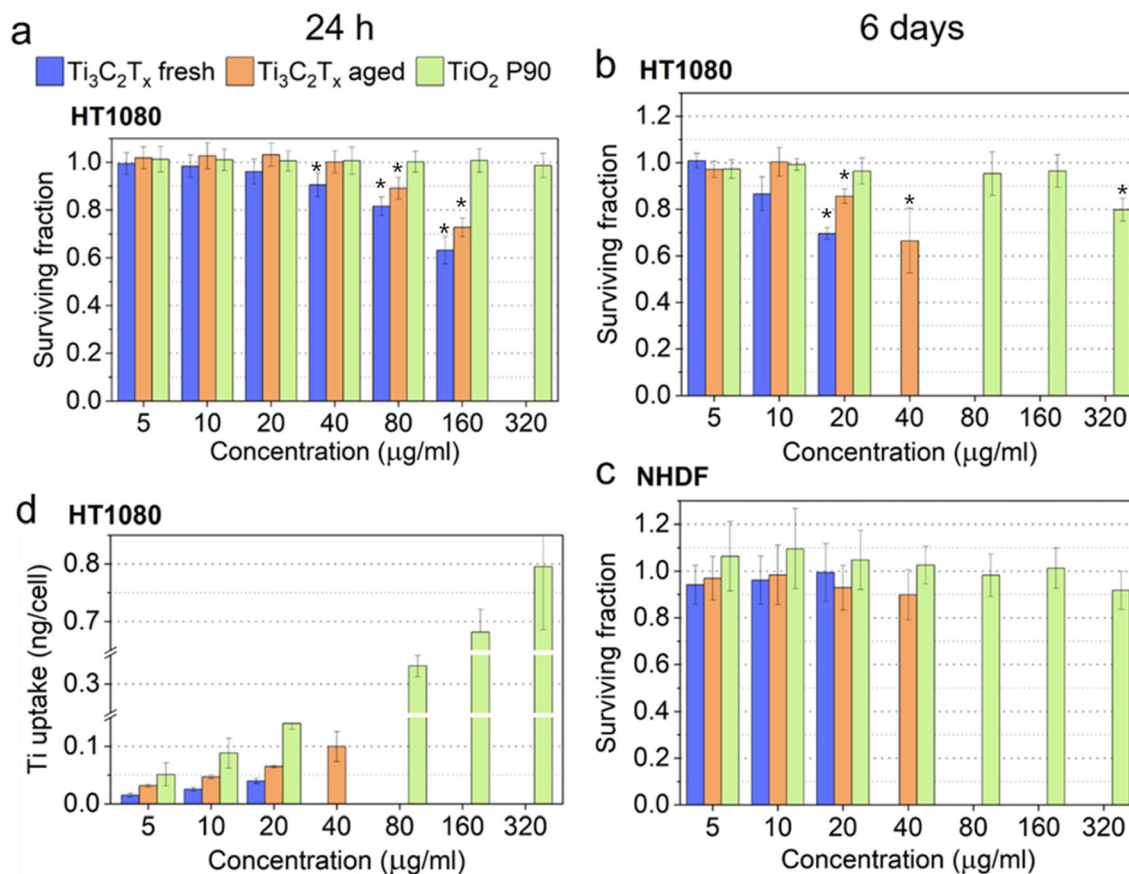 24 h
6 days
a
Ti₃C₂Tₓ fresh
Ti₃C₂Tₓ aged
TiO₂ P90
HT1080
Surviving fraction
1.0
0.8
0.6
0.4
0.2
0.0
* * * * *
5 10 20 40 80 160 320
Concentration (μg/ml)
b
HT1080
Surviving fraction
1.2
1.0
0.8
0.6
0.4
0.2
0.0
* * * *
5 10 20 40 80 160 320
Concentration (μg/ml)
d
HT1080
Ti uptake (ng/cell)
0.8
0.7
0.3
0.1
0.0
5 10 20 40 80 160 320
Concentration (μg/ml)
c
NHDF
Surviving fraction
1.2
1.0
0.8
0.6
0.4
0.2
0.0
5 10 20 40 80 160 320
Concentration (μg/ml)